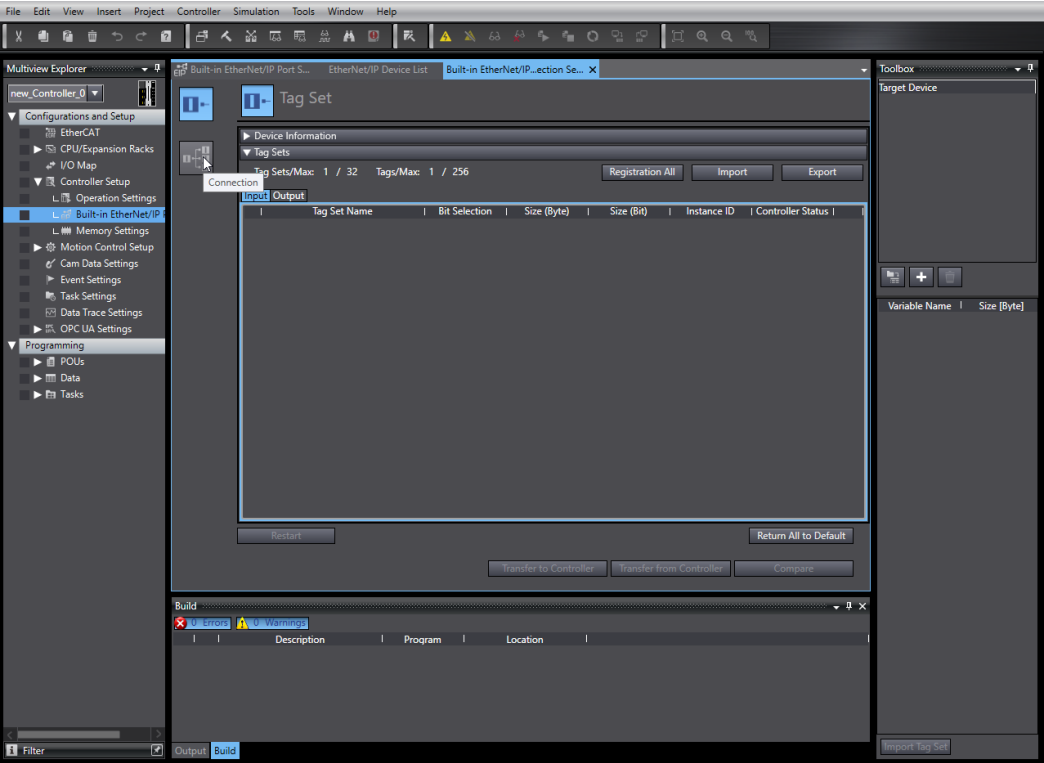 File Edit View Insert Project Controller Simulation Tools Window Help
Multiview Explorer
new_Controller_0
Configurations and Setup
EtherCAT
CPU/Expansion Racks
I/O Map
Controller Setup
Operation Settings
Built-in EtherNet/IP
Memory Settings
Motion Control Setup
Cam Data Settings
Event Settings
Task Settings
Data Trace Settings
OPC UA Settings
Programming
POUs
Data
Tasks
Filter
Built-in EtherNet/IP Port S... EtherNet/IP Device List Built-in EtherNet/IP...ection Se...
Tag Set
Device Information
Tag Sets
Tag Sets/Max: 1 / 32 Tags/Max: 1 / 256 Registration All Import Export
Connection
Input Output
Tag Set Name Bit Selection Size (Byte) Size (Bit) Instance ID Controller Status
Restart Return All to Default
Transfer to Controller Transfer from Controller Compare
Build
0 Errors 0 Warnings
Description Program Location
Output Build
Toolbox
Target Device
Variable Name Size [Byte]
Import Tag Set